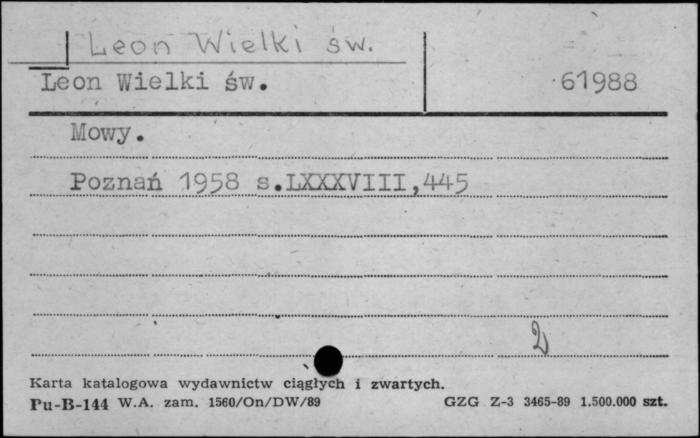 Leon Wielki św.
Leon Wielki św. 61988
Mowy.
Poznań 1958 s.LXXXVIII,445
2
Karta katalogowa wydawnictw ciągłych i zwartych.
Pu-B-144 W.A. zam. 1560/On/DW/89 GZG Z-3 3465-89 1.500.000 szt.